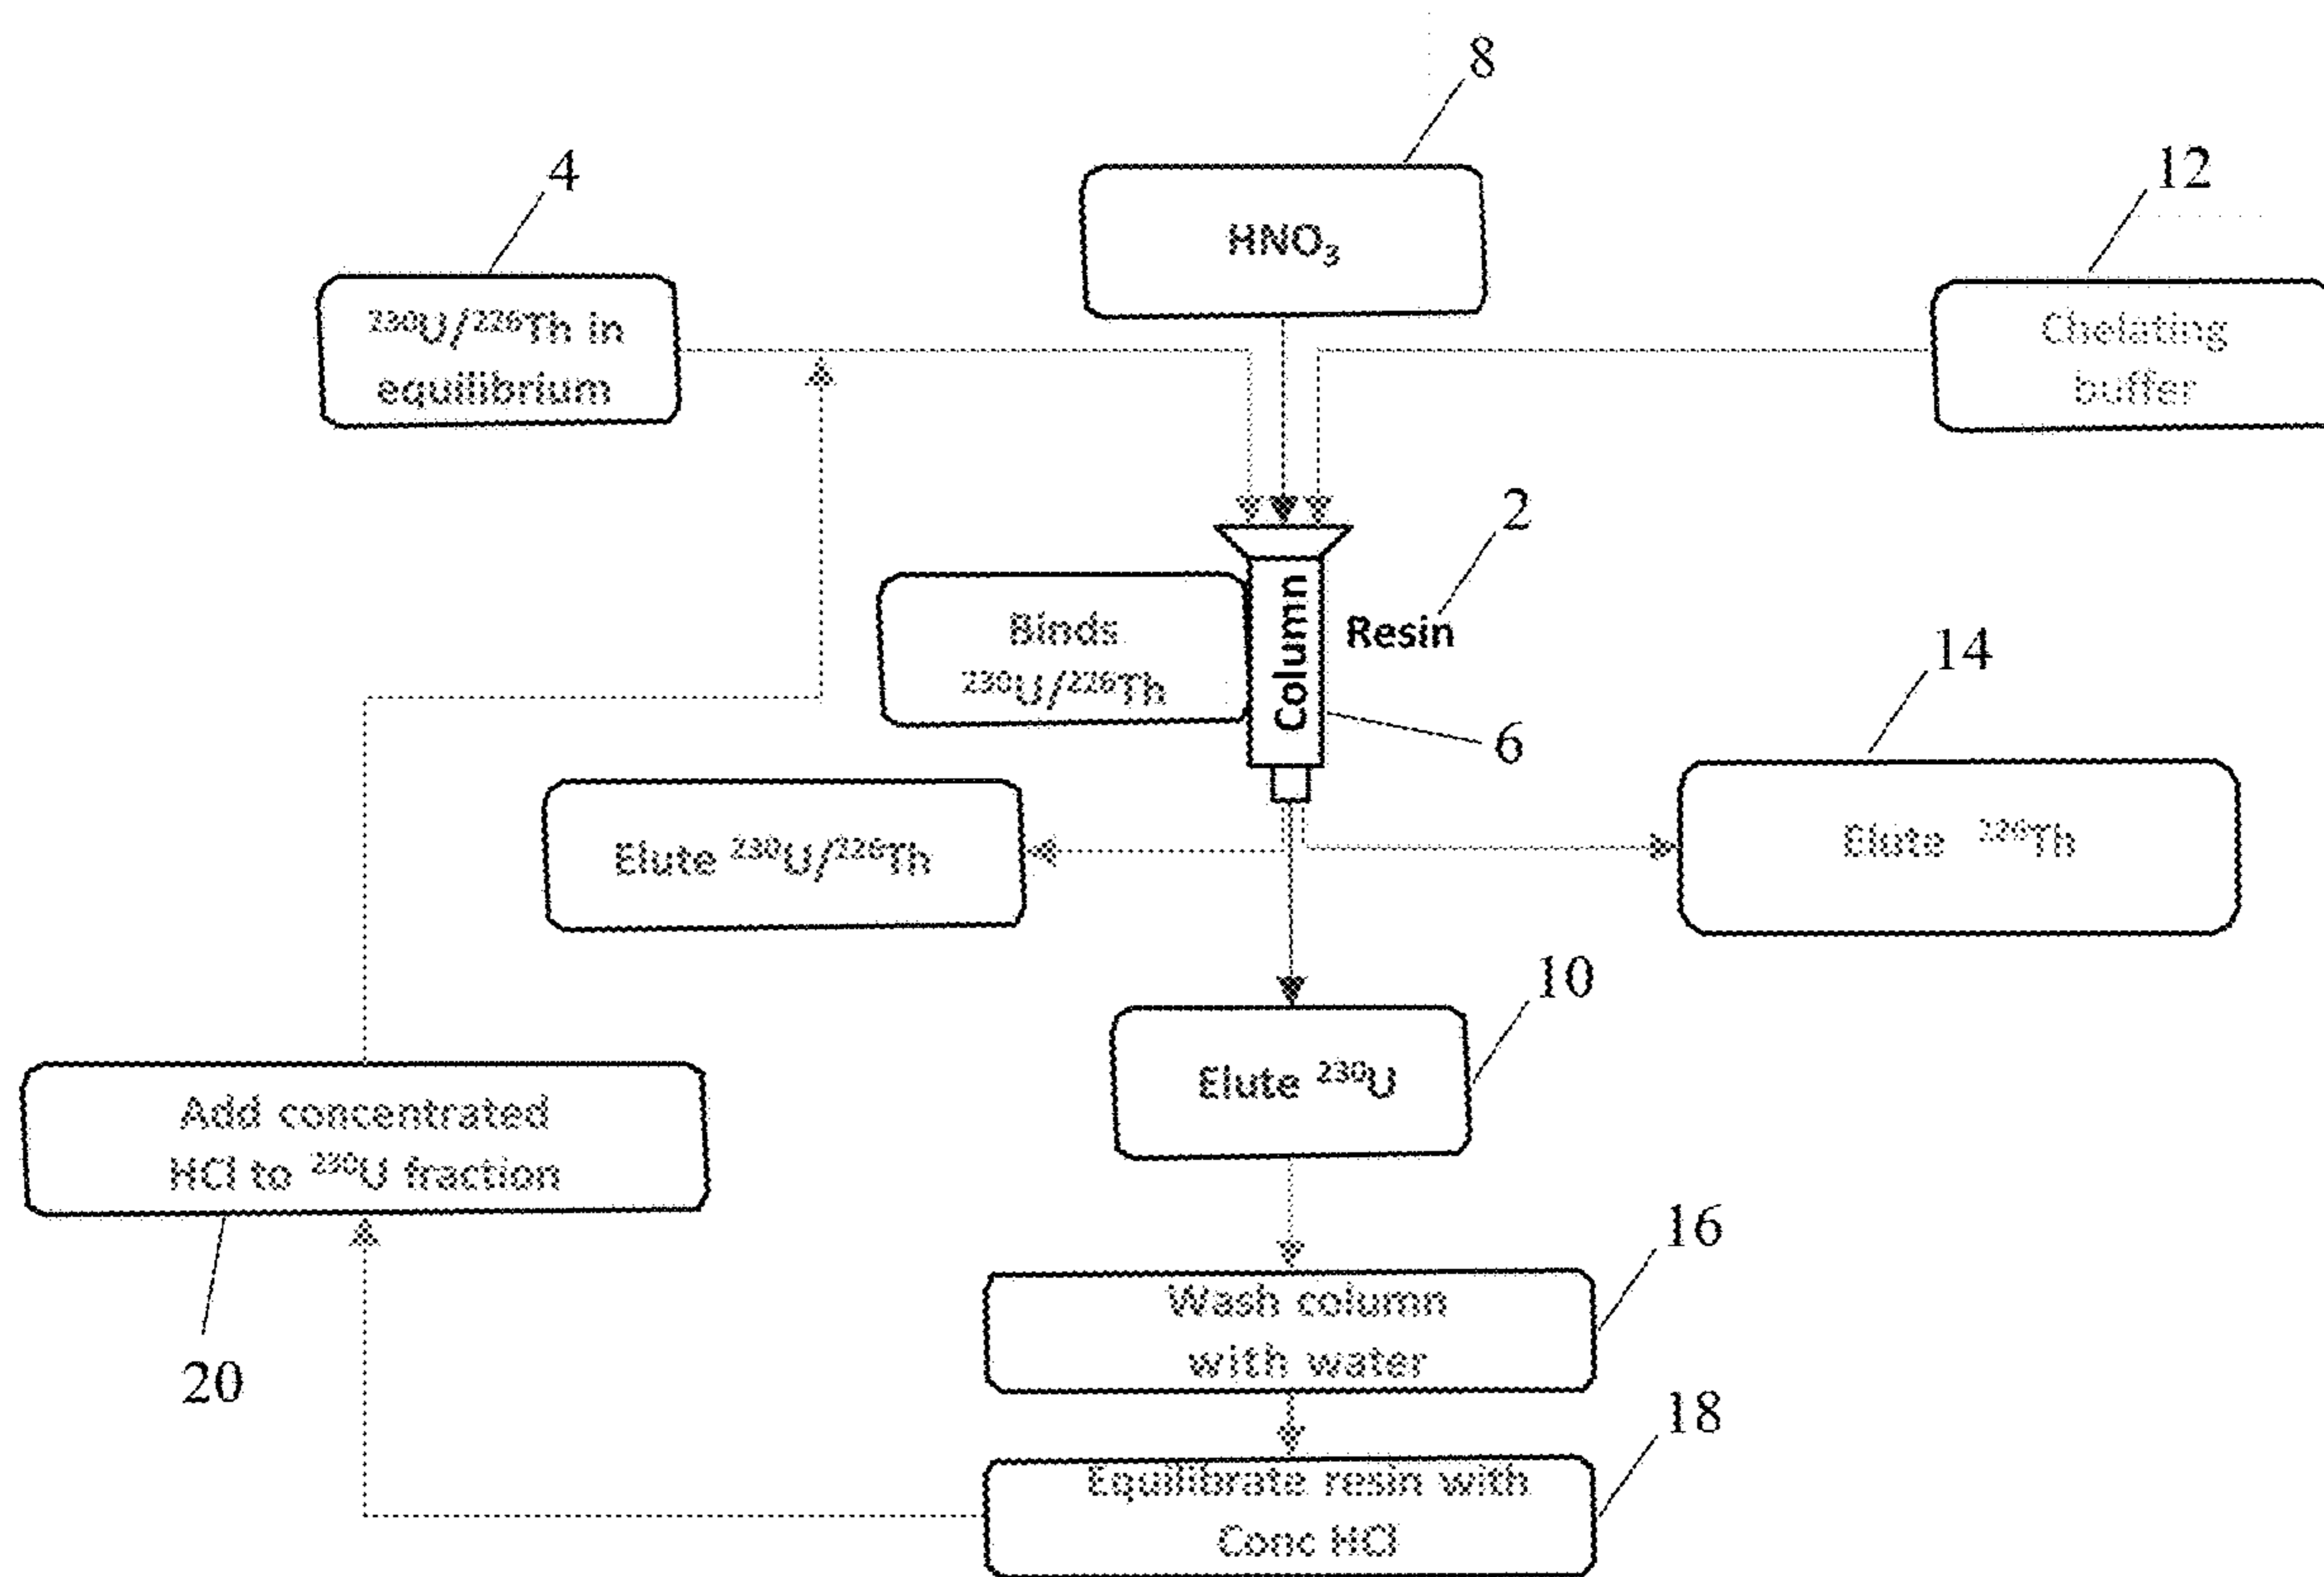 8
4
12
HNO₃
²³⁰U/²²⁶Th in
equilibrium
Chelating
buffer
2
Column
Resin
Binds
²³⁰U/²²⁶Th
14
6
Elute ²³⁰U/²²⁶Th
Elute ²²⁶Th
10
Elute ²³⁰U
Add concentrated
HCl to ²³⁰U fraction
16
Wash column
with water
20
18
Equilibrate resin with
Conc HCl